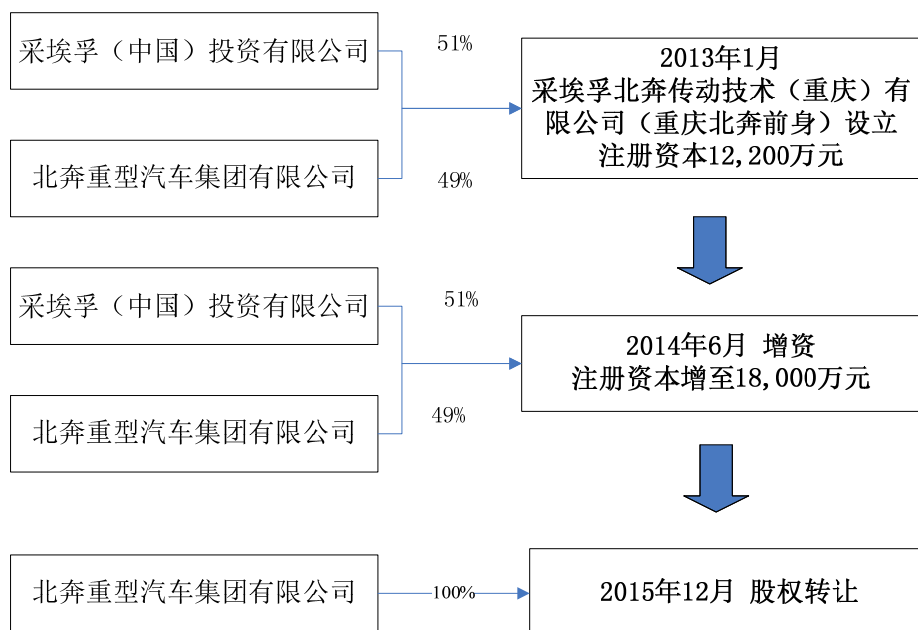 采埃孚（中国）投资有限公司
51%
2013年1月
采埃孚北奔传动技术（重庆）有
限公司（重庆北奔前身）设立
注册资本12,200万元
北奔重型汽车集团有限公司
49%
采埃孚（中国）投资有限公司
51%
2014年6月 增资
注册资本增至18,000万元
北奔重型汽车集团有限公司
49%
北奔重型汽车集团有限公司
100%
2015年12月 股权转让